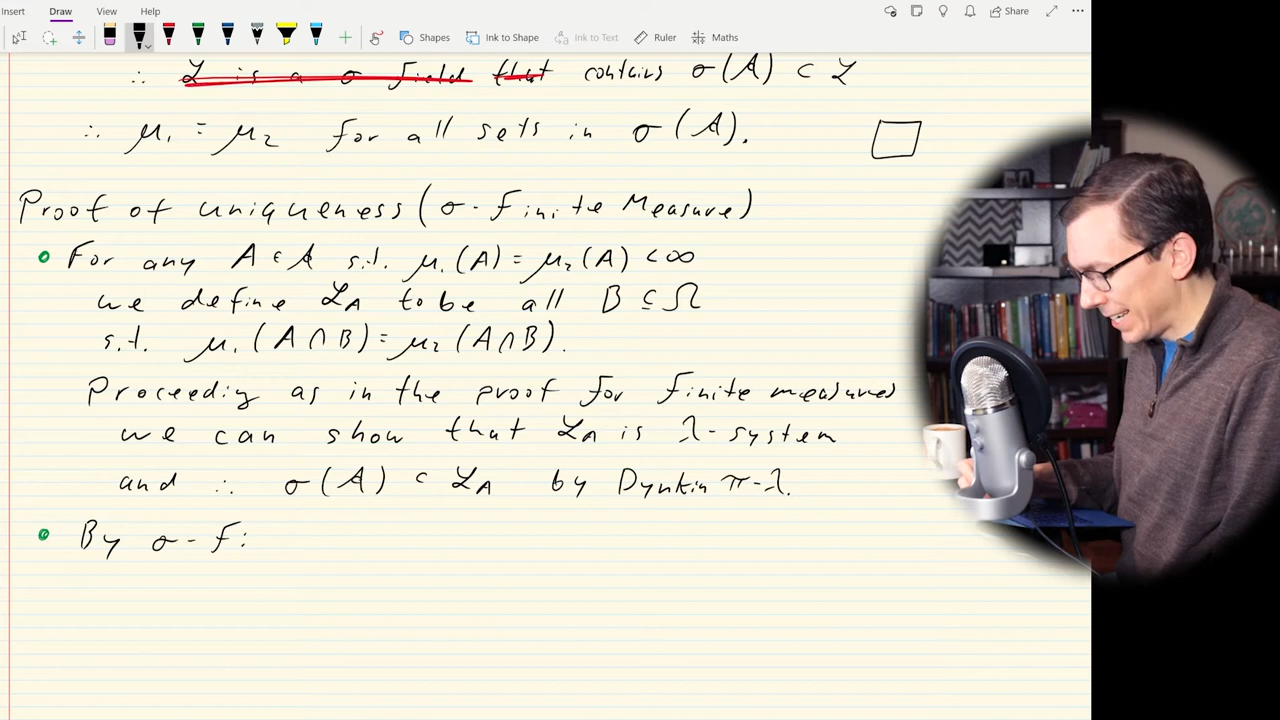 Insert Draw View Help
Share
Shapes Ink to Shape Ink to Text Ruler Maths
∴ ℒ is a σ field that contains σ(𝒜) ⊂ ℒ
∴ μ₁ = μ₂ for all sets in σ(𝒜). □
Proof of uniqueness (σ-finite Measure)
For any A ∈ 𝒜 s.t. μ₁(A) = μ₂(A) < ∞
we define ℒ_A to be all B ⊆ Ω
s.t. μ₁(A ∩ B) = μ₂(A ∩ B).
Proceeding as in the proof for finite measures
we can show that ℒ_A is λ-system
and ∴ σ(𝒜) ⊂ ℒ_A by Dynkin π-λ.
By σ-fi